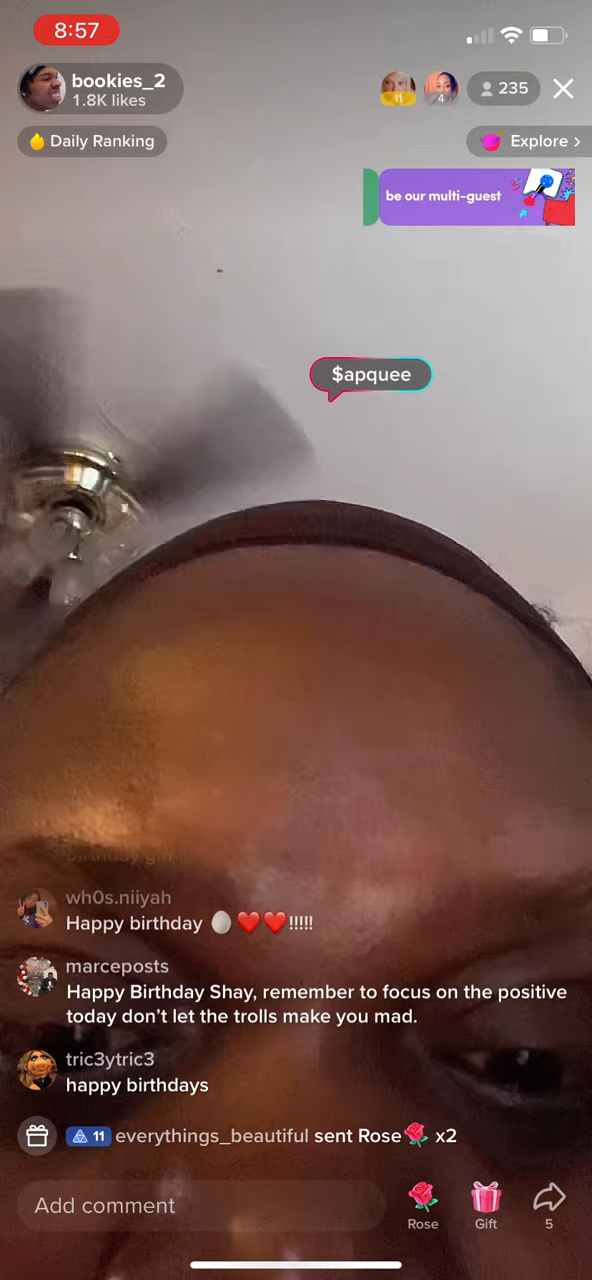 8:57
bookies_2
1.8K likes
11
4
235
Daily Ranking
Explore >
be our multi-guest
$apquee
wh0s.niiyah
Happy birthday 🥚❤️❤️!!!!!
marceposts
Happy Birthday Shay, remember to focus on the positive
today don’t let the trolls make you mad.
tric3ytric3
happy birthdays
11 everythings_beautiful sent Rose🌹 x2
Add comment
Rose
Gift
5